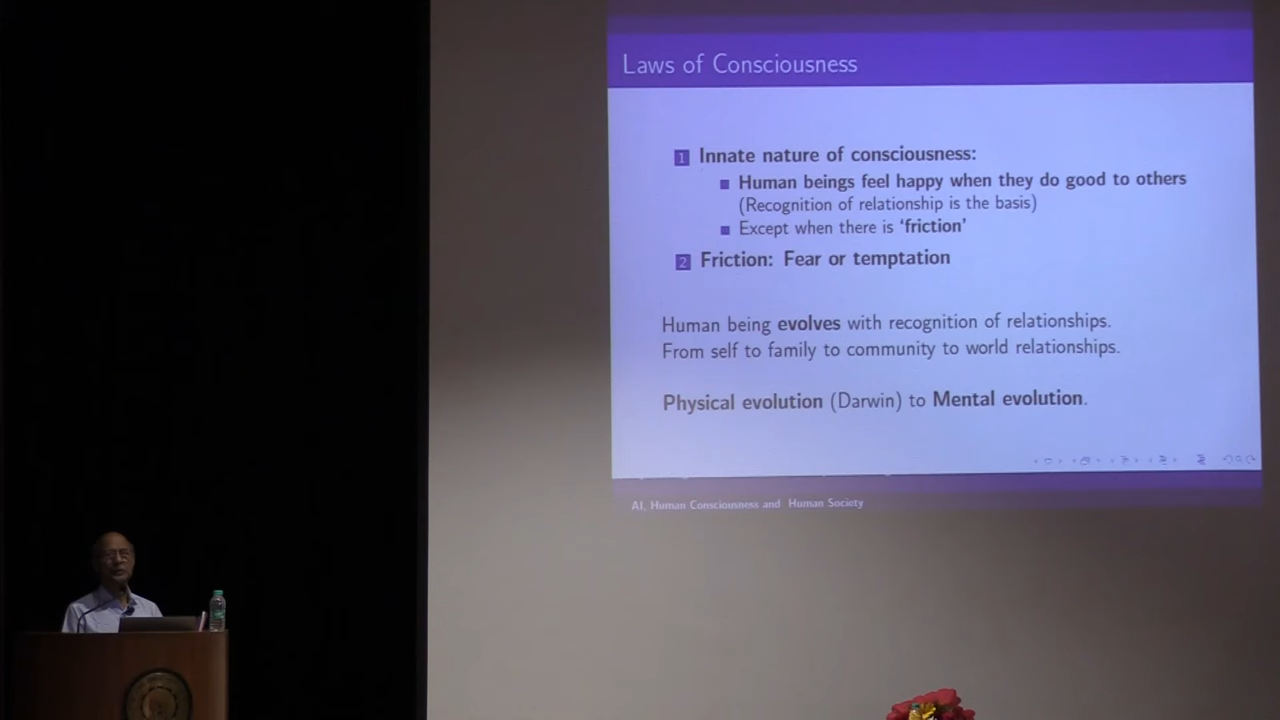 Laws of Consciousness
1 Innate nature of consciousness:
Human beings feel happy when they do good to others
(Recognition of relationship is the basis)
Except when there is ‘friction’
2 Friction: Fear or temptation
Human being evolves with recognition of relationships.
From self to family to community to world relationships.
Physical evolution (Darwin) to Mental evolution.
AI, Human Consciousness and Human Society